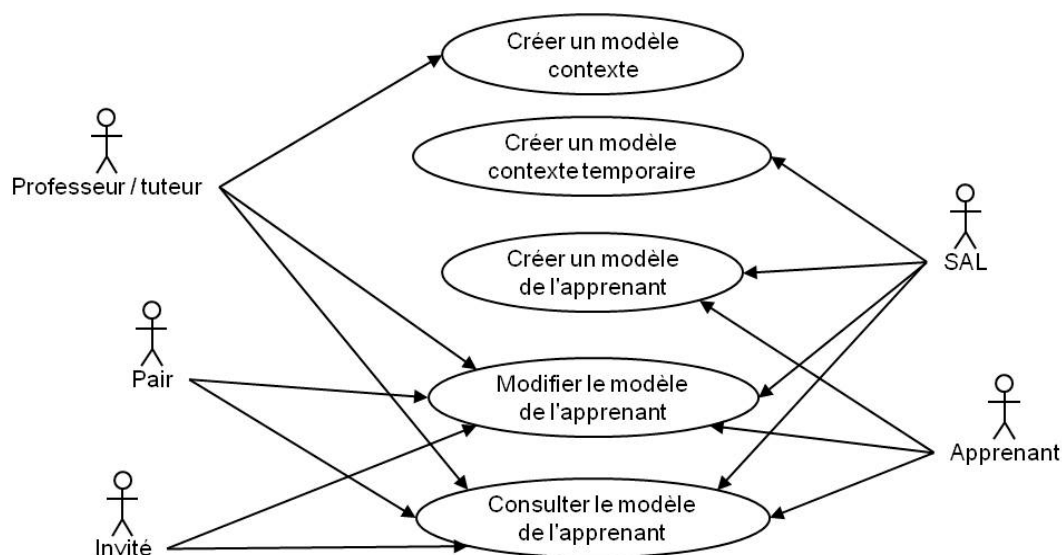 Créer un modèle
contexte
Créer un modèle
contexte temporaire
Professeur / tuteur
Créer un modèle
de l'apprenant
SAL
Pair
Modifier le modèle
de l'apprenant
Apprenant
Consulter le modèle
de l'apprenant
Invité